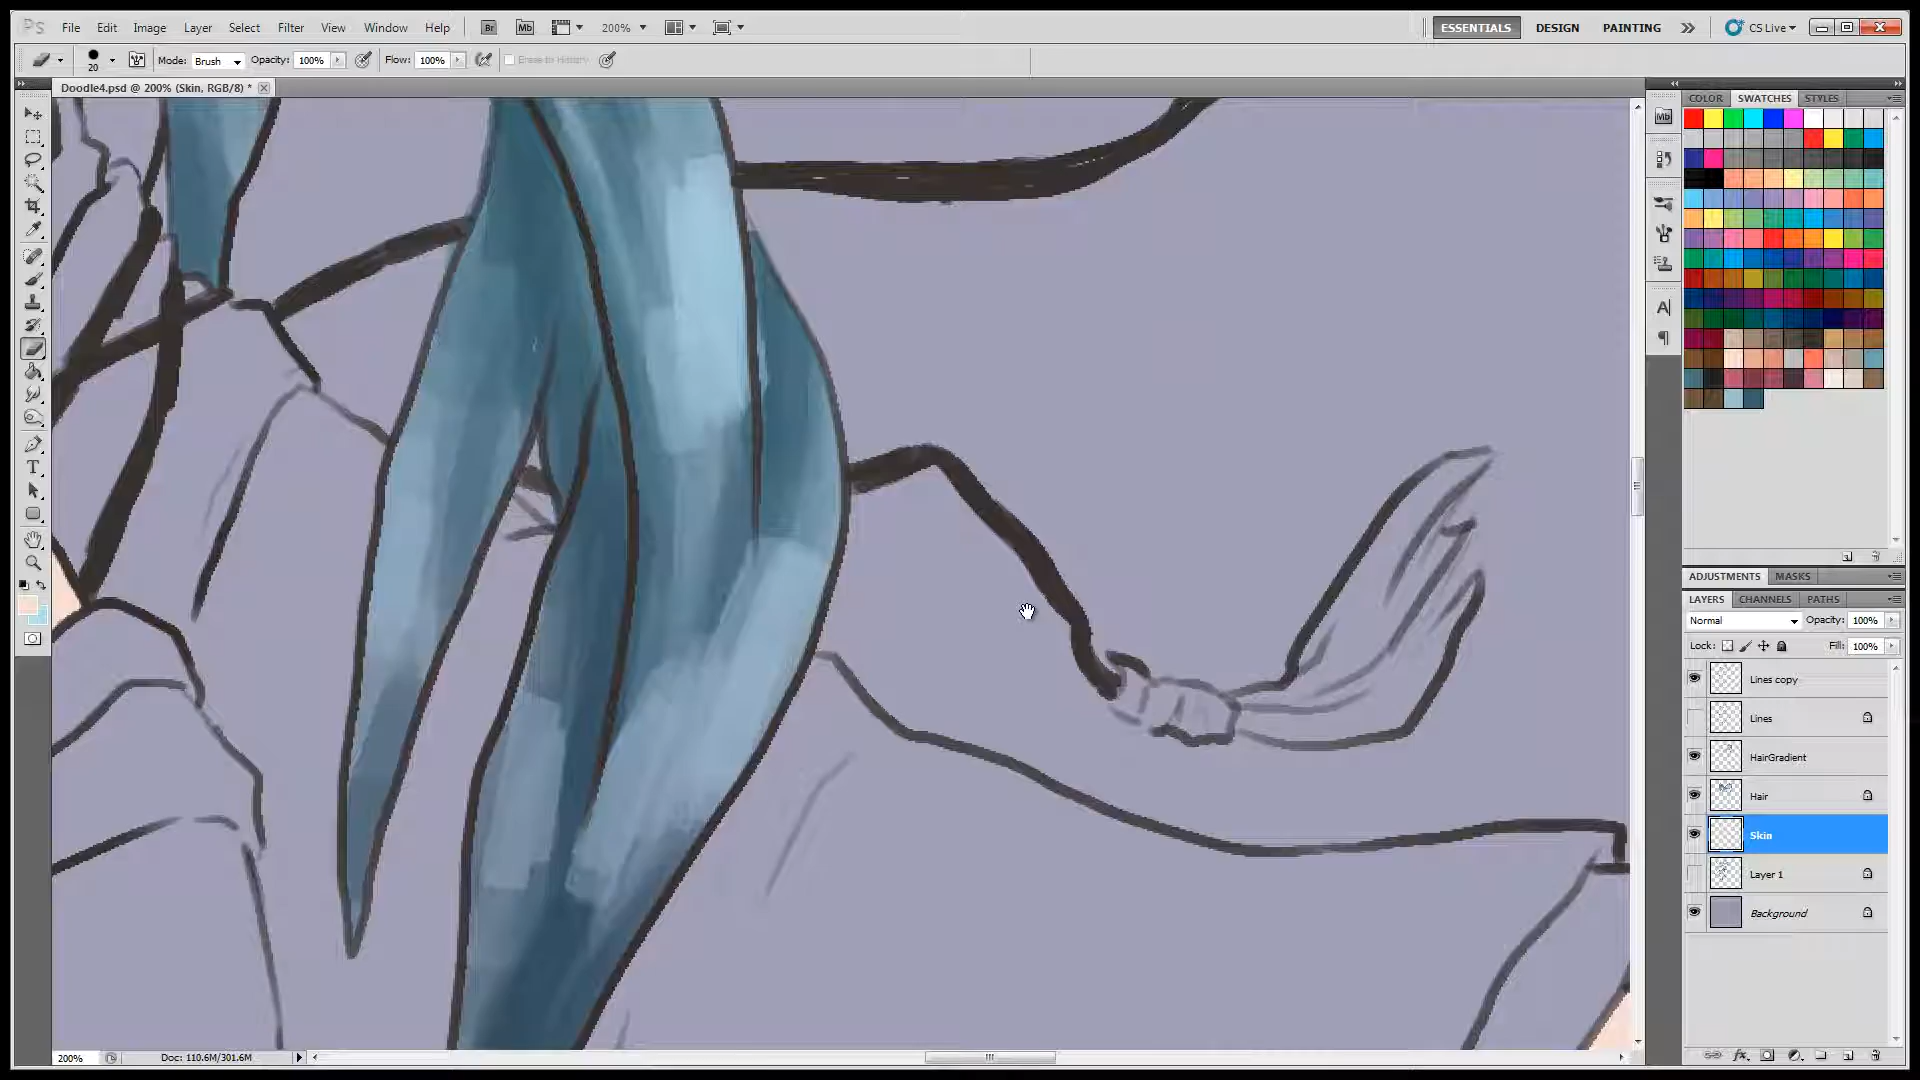 PS File Edit Image Layer Select Filter View Window Help Br Mb 200% ESSENTIALS DESIGN PAINTING CS Live
20 Mode: Brush Opacity: 100% Flow: 100% Erase to History
Doodle4.psd @ 200% (Skin, RGB/8) *
COLOR SWATCHES STYLES
Mb
A
T
ADJUSTMENTS MASKS
LAYERS CHANNELS PATHS
Normal Opacity: 100%
Lock: Fill: 100%
Lines copy
Lines
HairGradient
Hair
Skin
Layer 1
Background
fx
200% Doc: 110.6M/301.6M